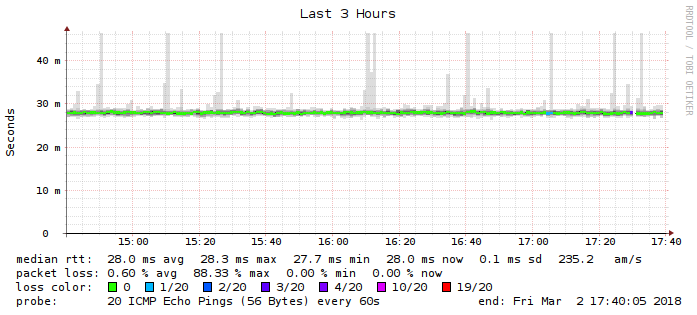 Last 3 Hours
RRDTOOL / TOBI OETIKER
Seconds
40 m
30 m
20 m
10 m
0
15:00 15:20 15:40 16:00 16:20 16:40 17:00 17:20 17:40
median rtt: 28.0 ms avg 28.3 ms max 27.7 ms min 28.0 ms now 0.1 ms sd 235.2 am/s
packet loss: 0.60 % avg 88.33 % max 0.00 % min 0.00 % now
loss color: 0 1/20 2/20 3/20 4/20 10/20 19/20
probe: 20 ICMP Echo Pings (56 Bytes) every 60s end: Fri Mar 2 17:40:05 2018